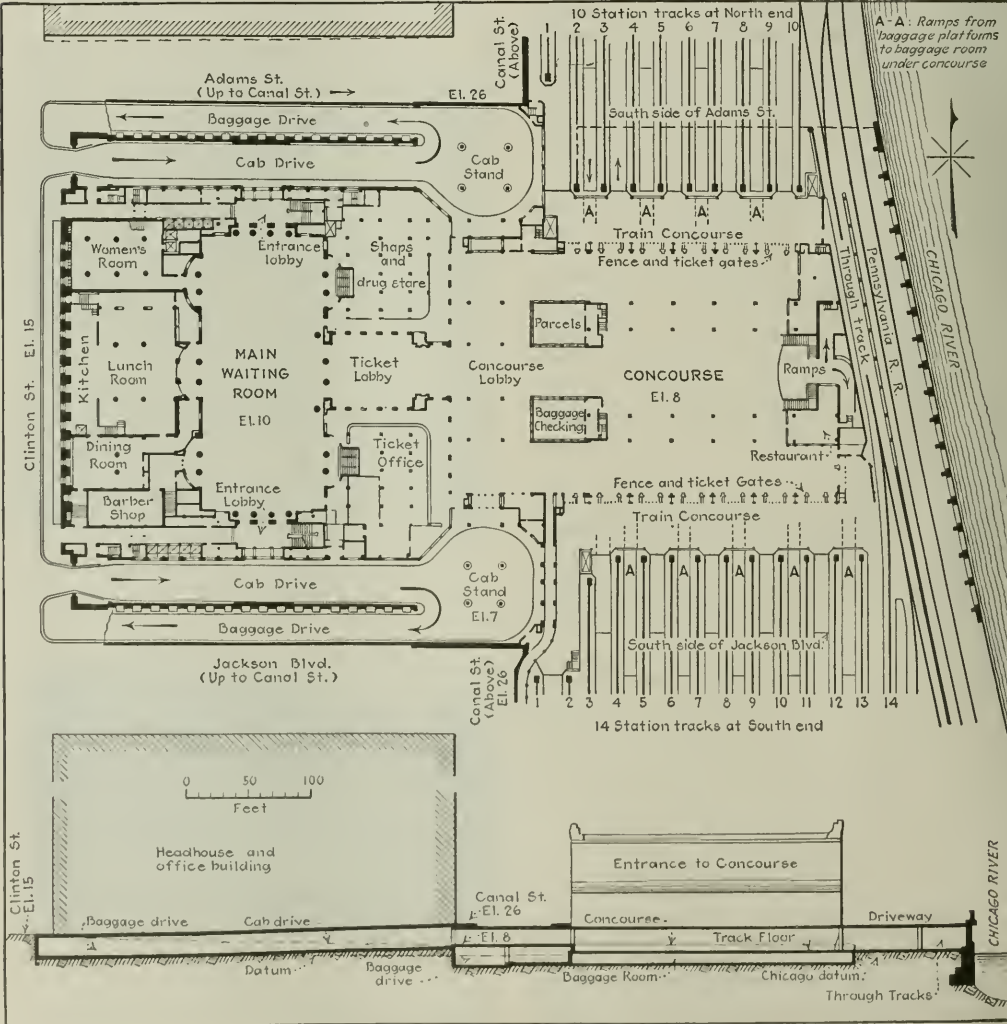 10 Station tracks at North end
1 2 3 4 5 6 7 8 9 10
A-A: Ramps from
baggage platforms
to baggage room
under concourse
Canal St.
(Above)
Adams St.
(Up to Canal St.)
El. 26
Baggage Drive
Cab Drive
Cab
Stand
South side of Adams St.
A A A A
Train Concourse
Fence and ticket gates
Women's
Room
Entrance
lobby
Shops
and
drug store
Through track
Pennsylvania R. R.
CHICAGO RIVER
Clinton St. El. 15
Kitchen
Lunch
Room
MAIN
WAITING
ROOM
El.10
Ticket
Lobby
Concourse
Lobby
Parcels
CONCOURSE
El. 8
Ramps
Baggage
Checking
Dining
Room
Ticket
Office
Restaurant
Barber
Shop
Entrance
Lobby
Fence and ticket Gates
Train Concourse
Cab Drive
Cab
Stand
El.7
A A A A A
Baggage Drive
South side of Jackson Blvd.
Jackson Blvd.
(Up to Canal St.)
Canal St.
(Above)
El. 26
1 2 3 4 5 6 7 8 9 10 11 12 13 14
14 Station tracks at South end
0 50 100
Feet
Headhouse and
office building
Entrance to Concourse
Clinton St.
El. 15
Canal St.
El. 26
CHICAGO RIVER
Baggage drive
Cab drive
Concourse
Driveway
El. 8
Track Floor
Datum
Baggage
drive
Baggage Room
Chicago datum
Through Tracks